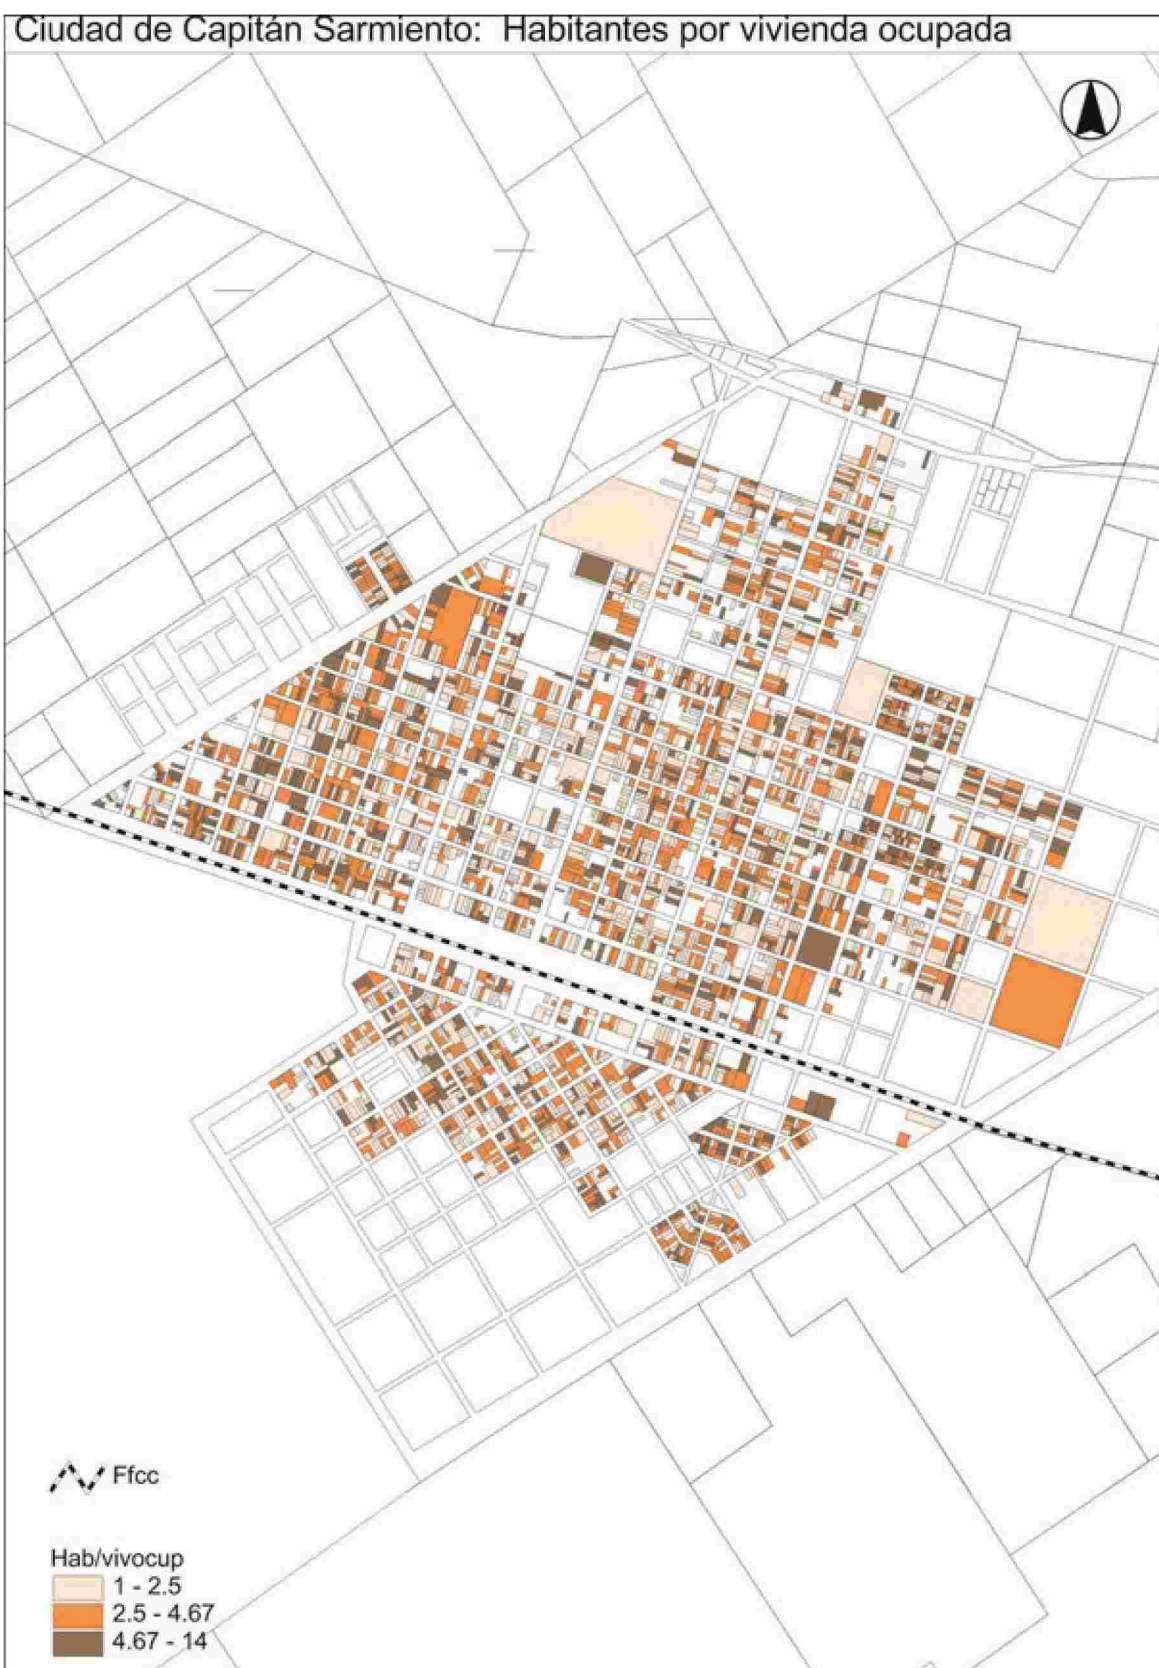 Ciudad de Capitán Sarmiento: Habitantes por vivienda ocupada
Ffcc
Hab/vivocup
1 - 2.5
2.5 - 4.67
4.67 - 14